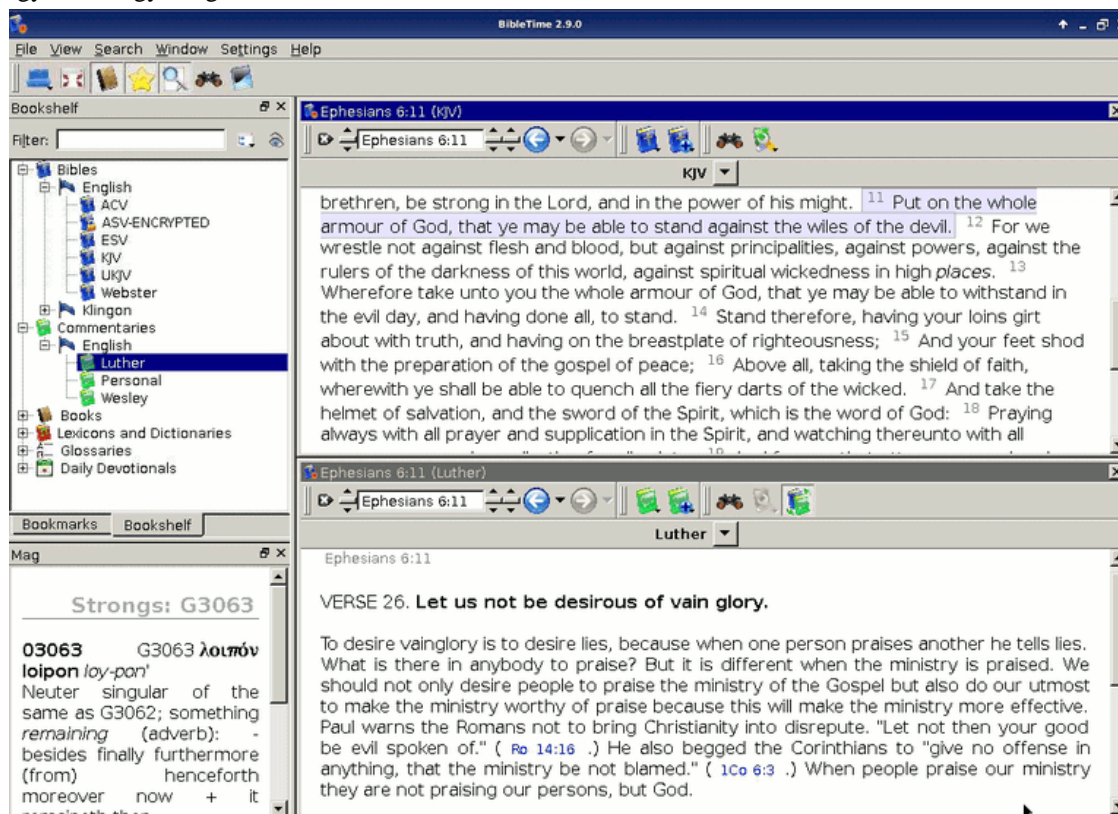 BibleTime 2.9.0
File View Search Window Settings Help
Bookshelf
Filter:
Bibles
English
ACV
ASV-ENCRYPTED
ESV
KJV
UKJV
Webster
Klingon
Commentaries
English
Luther
Personal
Wesley
Books
Lexicons and Dictionaries
Glossaries
Daily Devotionals
Bookmarks Bookshelf
Mag
Strongs: G3063
03063 G3063 λοιπόν
loipon loy-pon'
Neuter singular of the
same as G3062; something
remaining (adverb): -
besides finally furthermore
(from) henceforth
moreover now + it
Ephesians 6:11 (KJV)
Ephesians 6:11
KJV
brethren, be strong in the Lord, and in the power of his might. 11 Put on the whole
armour of God, that ye may be able to stand against the wiles of the devil. 12 For we
wrestle not against flesh and blood, but against principalities, against powers, against the
rulers of the darkness of this world, against spiritual wickedness in high places. 13
Wherefore take unto you the whole armour of God, that ye may be able to withstand in
the evil day, and having done all, to stand. 14 Stand therefore, having your loins girt
about with truth, and having on the breastplate of righteousness; 15 And your feet shod
with the preparation of the gospel of peace; 16 Above all, taking the shield of faith,
wherewith ye shall be able to quench all the fiery darts of the wicked. 17 And take the
helmet of salvation, and the sword of the Spirit, which is the word of God: 18 Praying
always with all prayer and supplication in the Spirit, and watching thereunto with all
Ephesians 6:11 (Luther)
Ephesians 6:11
Luther
Ephesians 6:11
VERSE 26. Let us not be desirous of vain glory.
To desire vainglory is to desire lies, because when one person praises another he tells lies.
What is there in anybody to praise? But it is different when the ministry is praised. We
should not only desire people to praise the ministry of the Gospel but also do our utmost
to make the ministry worthy of praise because this will make the ministry more effective.
Paul warns the Romans not to bring Christianity into disrepute. "Let not then your good
be evil spoken of." ( Ro 14:16 .) He also begged the Corinthians to "give no offense in
anything, that the ministry be not blamed." ( 1Co 6:3 .) When people praise our ministry
they are not praising our persons, but God.